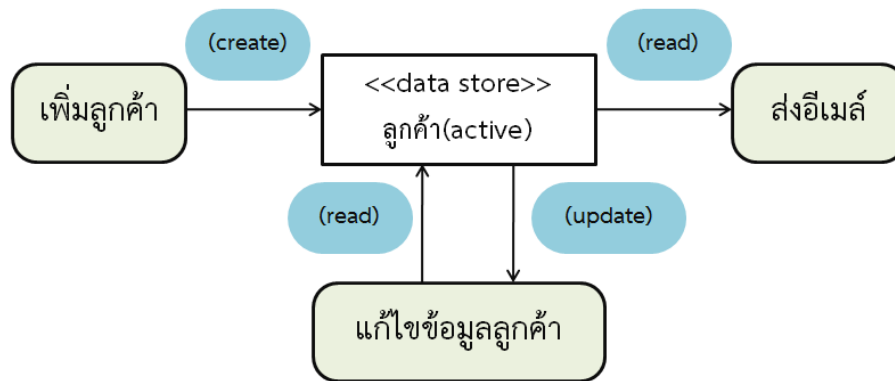 (create)
(read)
เพิ่มลูกค้า
<<data store>>
ลูกค้า(active)
ส่งอีเมล์
(read)
(update)
แก้ไขข้อมูลลูกค้า